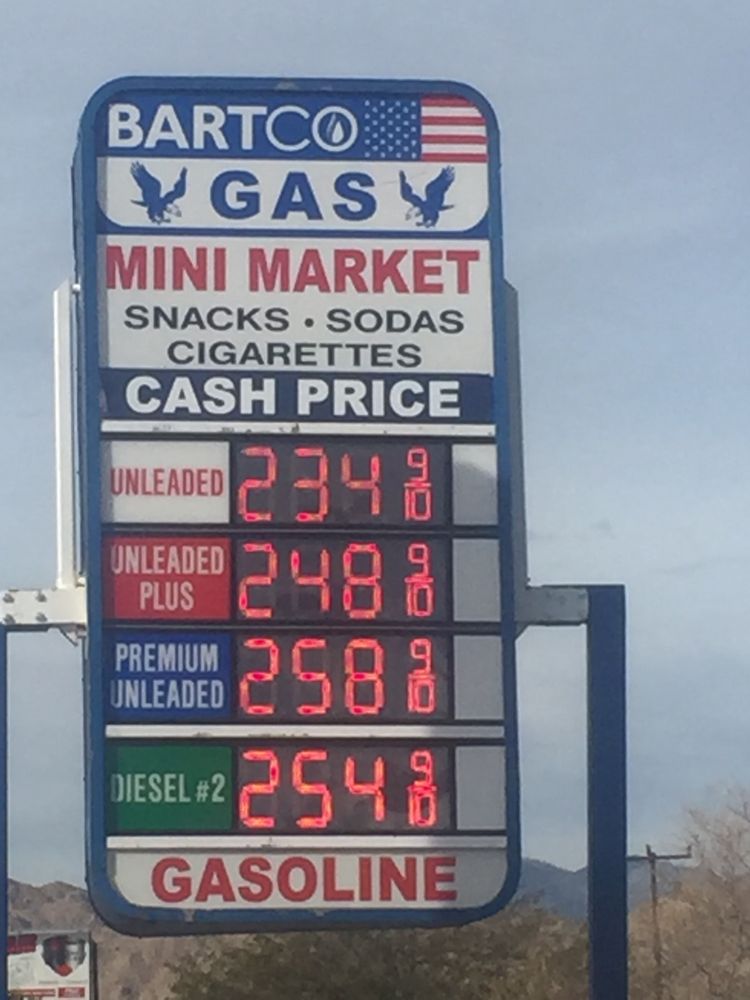 BARTCO
GAS
MINI MARKET
SNACKS • SODAS
CIGARETTES
CASH PRICE
UNLEADED 234 9/10
UNLEADED
PLUS 248 9/10
PREMIUM
UNLEADED 258 9/10
DIESEL #2 254 9/10
GASOLINE